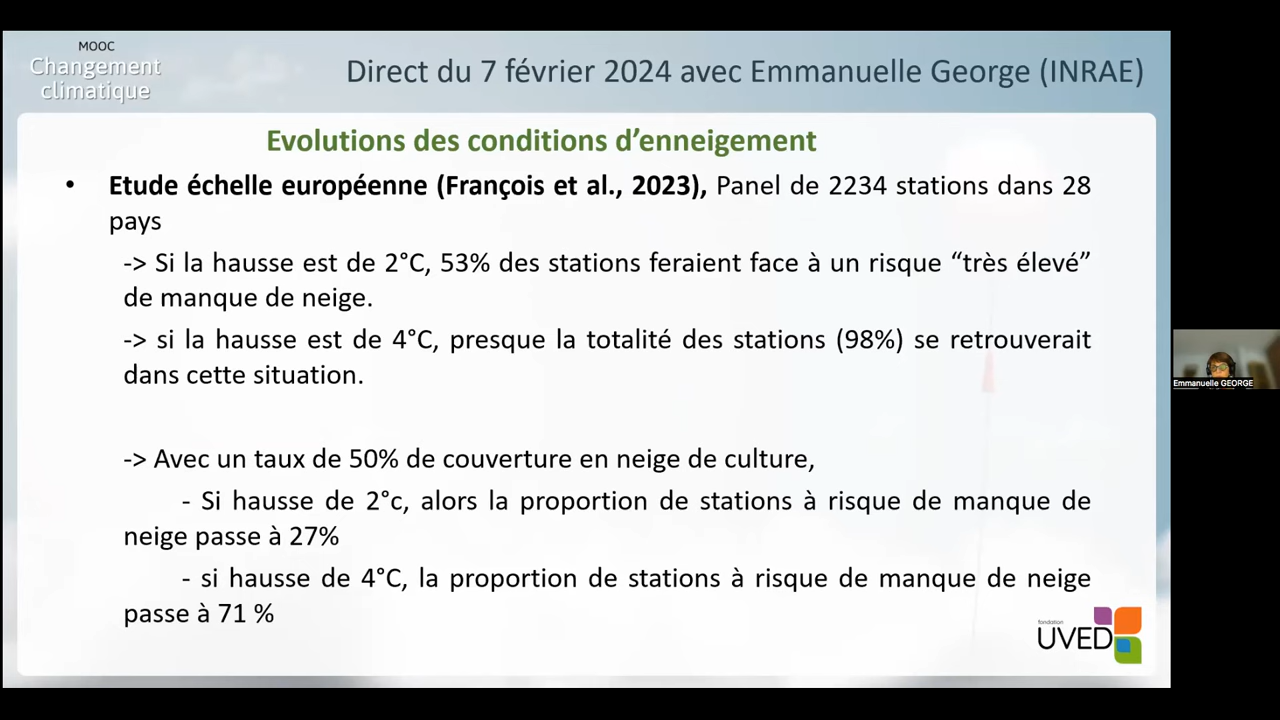 MOOC
Changement
climatique
Direct du 7 février 2024 avec Emmanuelle George (INRAE)
Evolutions des conditions d’enneigement
• Etude échelle européenne (François et al., 2023), Panel de 2234 stations dans 28
pays
-> Si la hausse est de 2°C, 53% des stations feraient face à un risque “très élevé”
de manque de neige.
-> si la hausse est de 4°C, presque la totalité des stations (98%) se retrouverait
dans cette situation.
-> Avec un taux de 50% de couverture en neige de culture,
- Si hausse de 2°c, alors la proportion de stations à risque de manque de
neige passe à 27%
- si hausse de 4°C, la proportion de stations à risque de manque de neige
passe à 71 %
fondation
UVED
Emmanuelle GEORGE